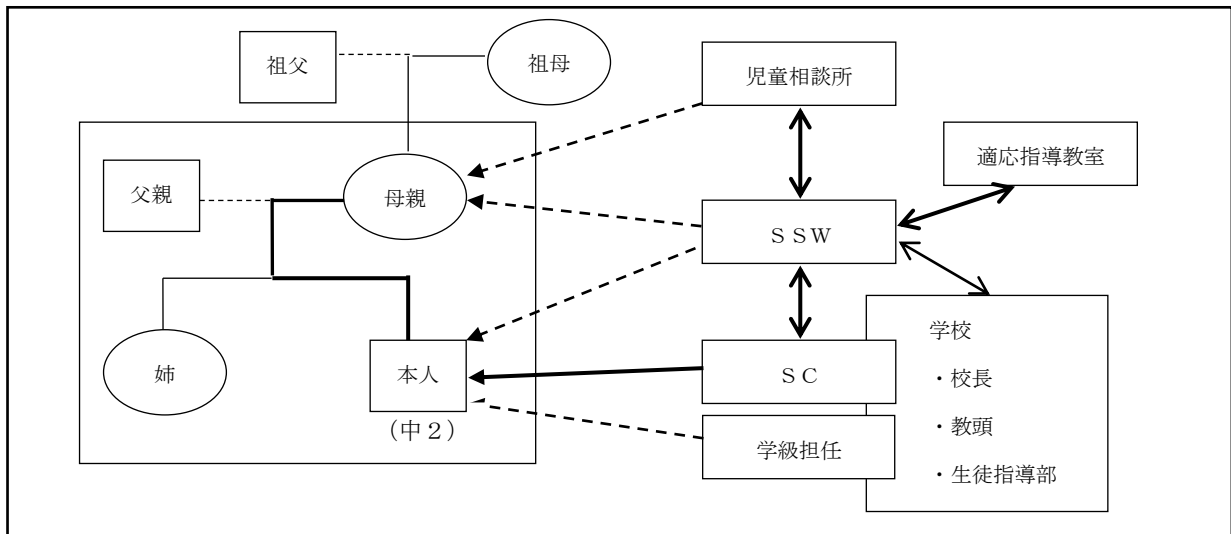 祖父
祖母
児童相談所
適応指導教室
父親
母親
ＳＳＷ
学校
・校長
・教頭
・生徒指導部
姉
本人
（中２）
ＳＣ
学級担任